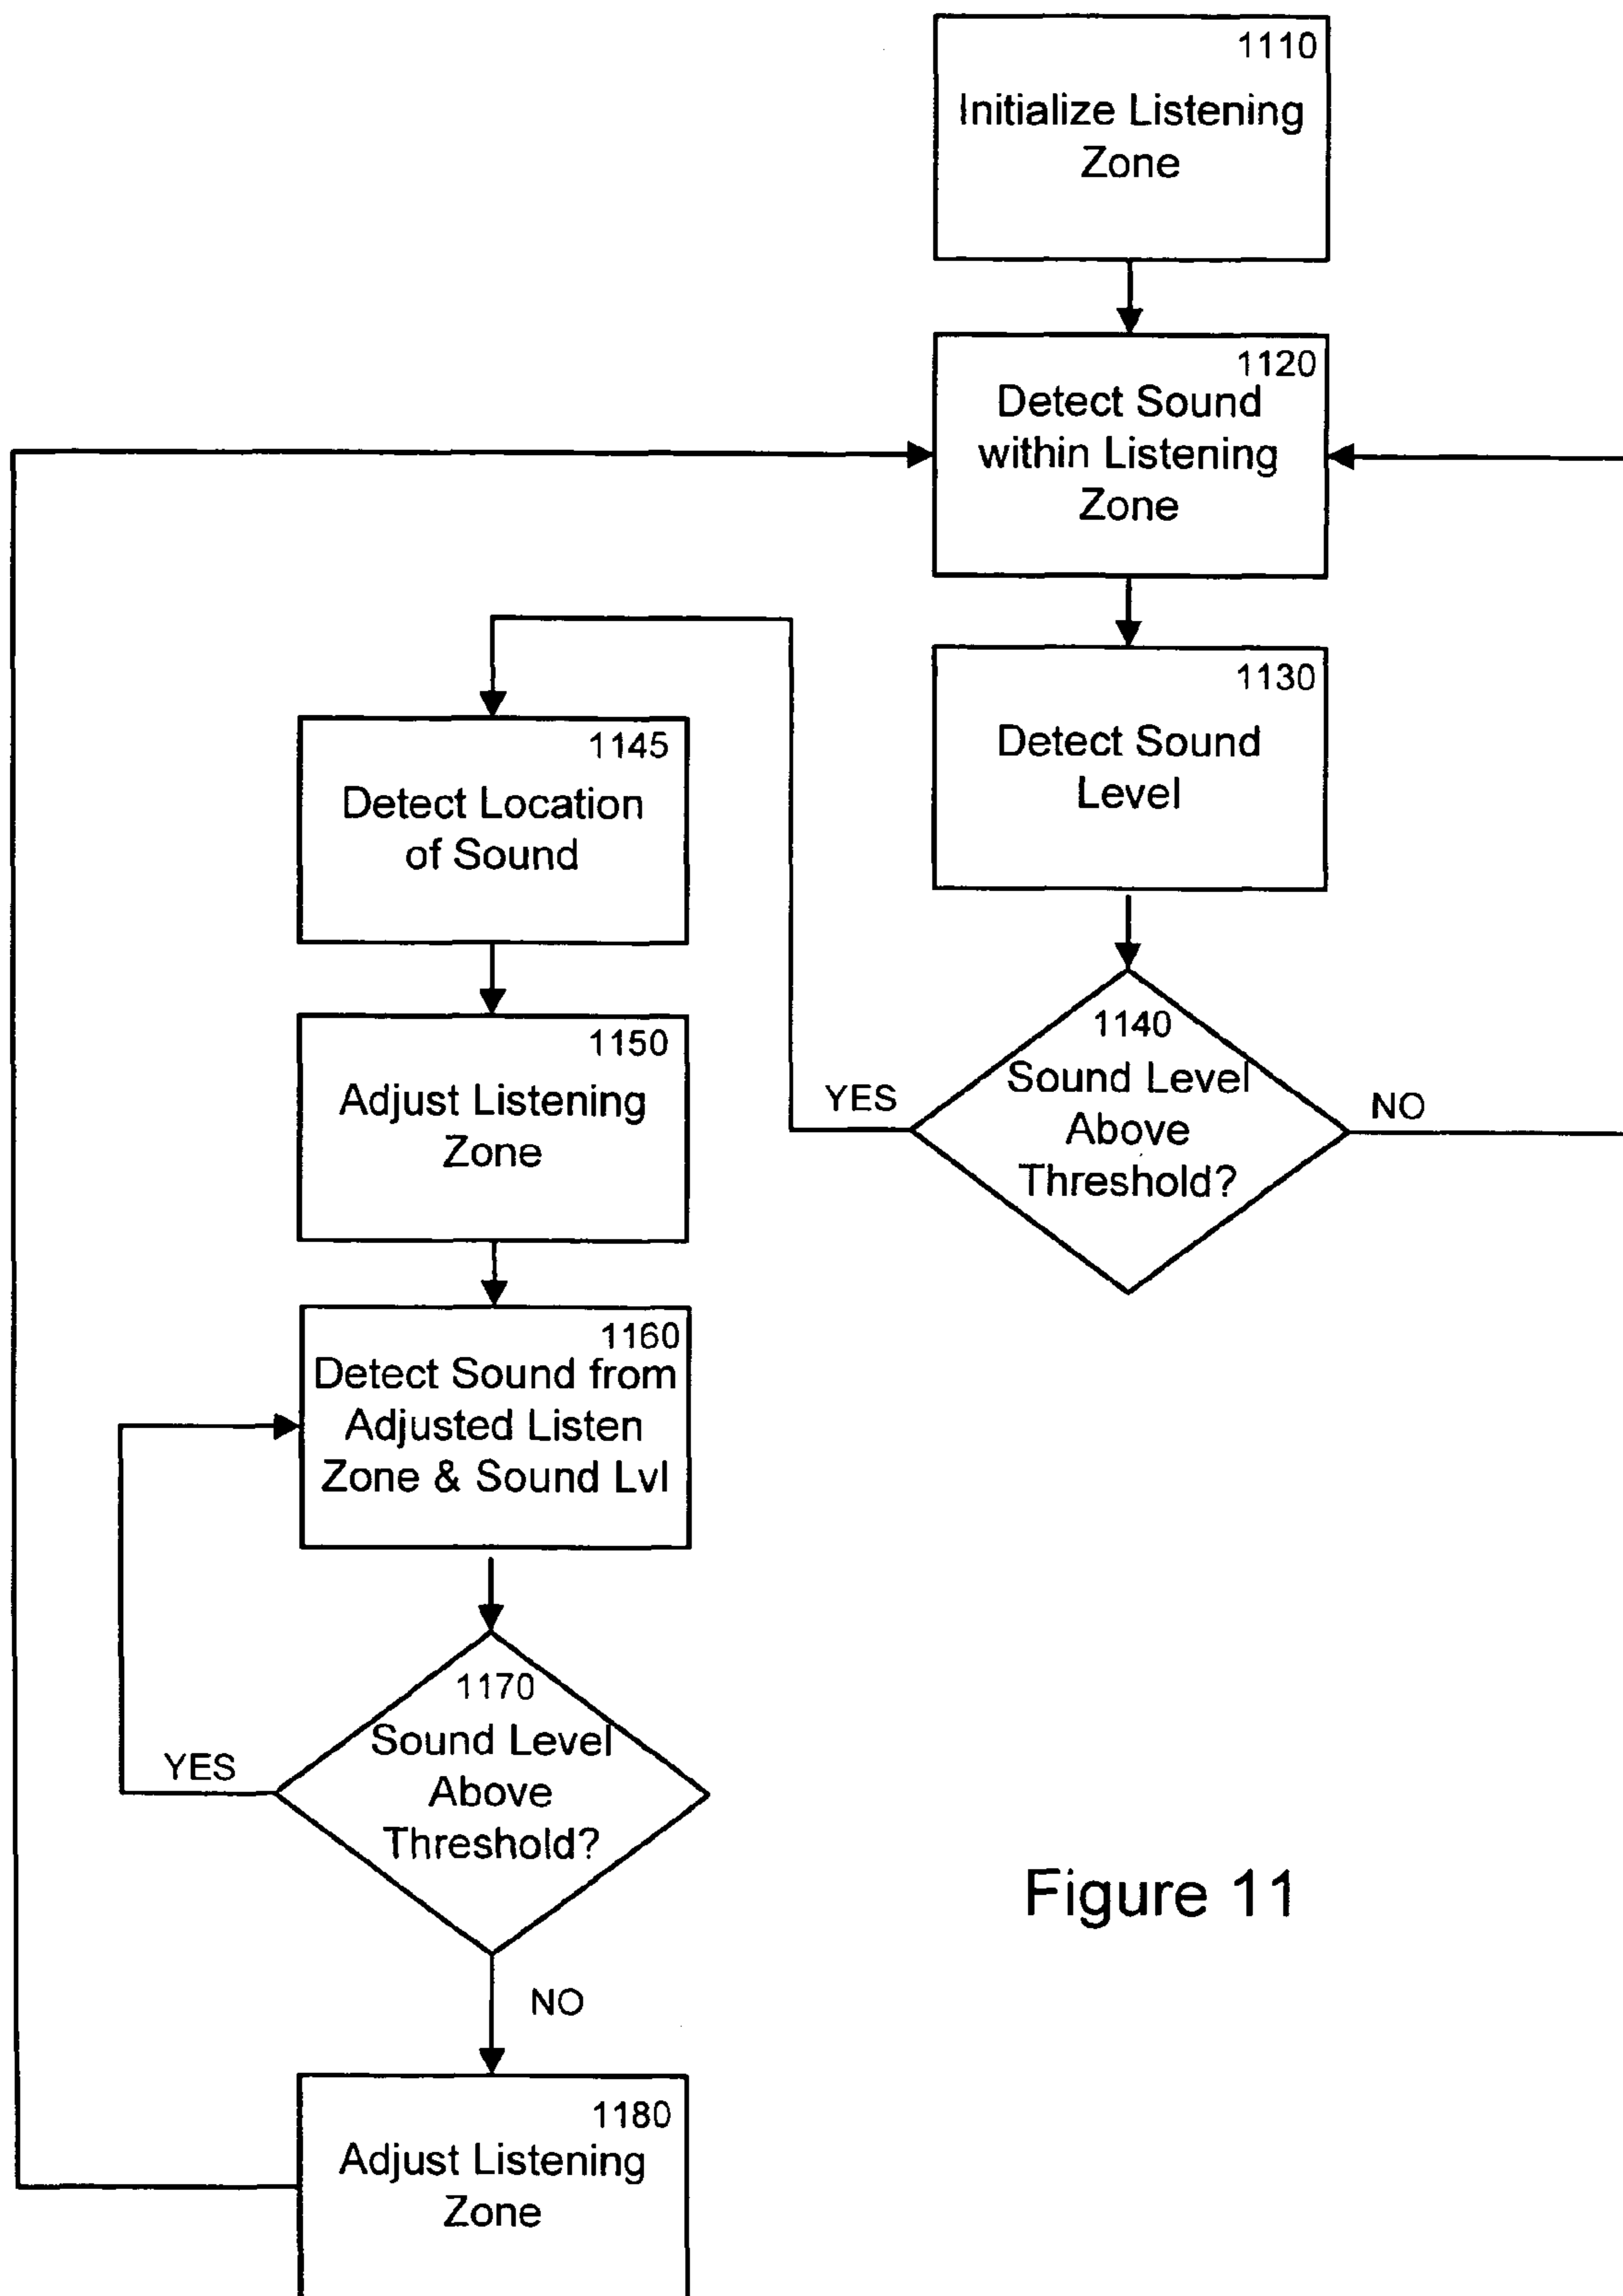 1110
Initialize Listening
Zone
1120
Detect Sound
within Listening
Zone
1130
Detect Sound
Level
1140
Sound Level
Above
Threshold?
YES
NO
1145
Detect Location
of Sound
1150
Adjust Listening
Zone
1160
Detect Sound from
Adjusted Listen
Zone & Sound Lvl
1170
Sound Level
Above
Threshold?
YES
NO
1180
Adjust Listening
Zone
Figure 11